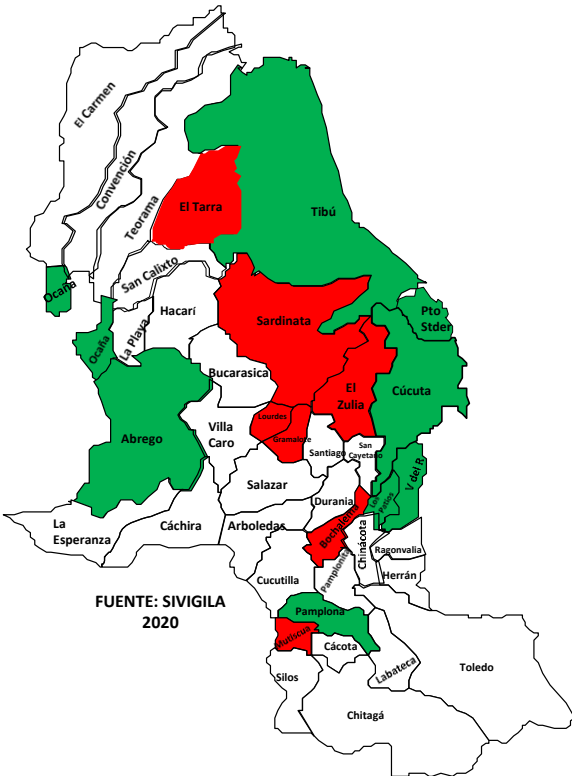 El Carmen
Convención
Teorama
El Tarra
Tibú
Ocaña
San Calixto
Hacarí
La Playa
Ocaña
Sardinata
Pto
Stder
Bucarasica
El
Zulia
Cúcuta
Abrego
Villa
Caro
Lourdes
Gramalote
Santiago
San
Cayetano
V del R
Los
Patios
Salazar
Durania
La
Esperanza
Cáchira
Arboledas
Bochalema
Chinácota
Ragonvalia
Herrán
Pamplonita
Cucutilla
FUENTE: SIVIGILA
2020
Pamplona
Mutiscua
Cácota
Labateca
Toledo
Silos
Chitagá